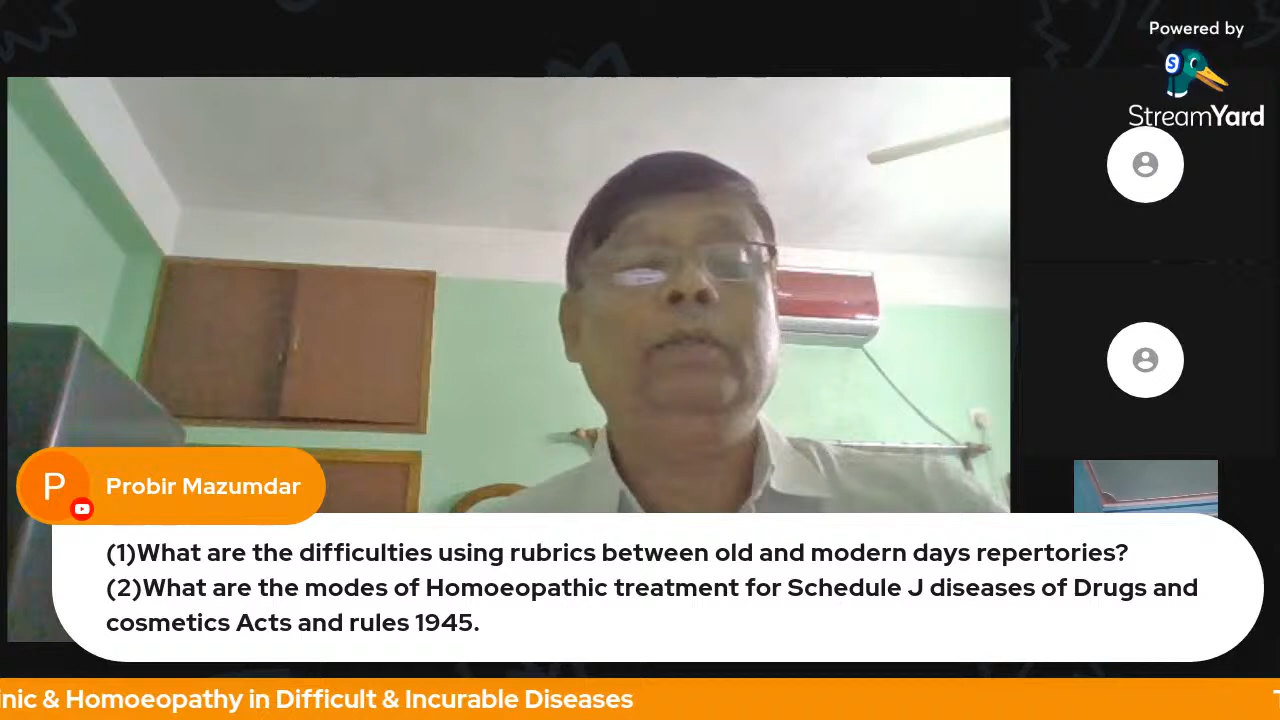 Powered by
StreamYard
P
Probir Mazumdar
(1)What are the difficulties using rubrics between old and modern days repertories?
(2)What are the modes of Homoeopathic treatment for Schedule J diseases of Drugs and
cosmetics Acts and rules 1945.
inic & Homoeopathy in Difficult & Incurable Diseases